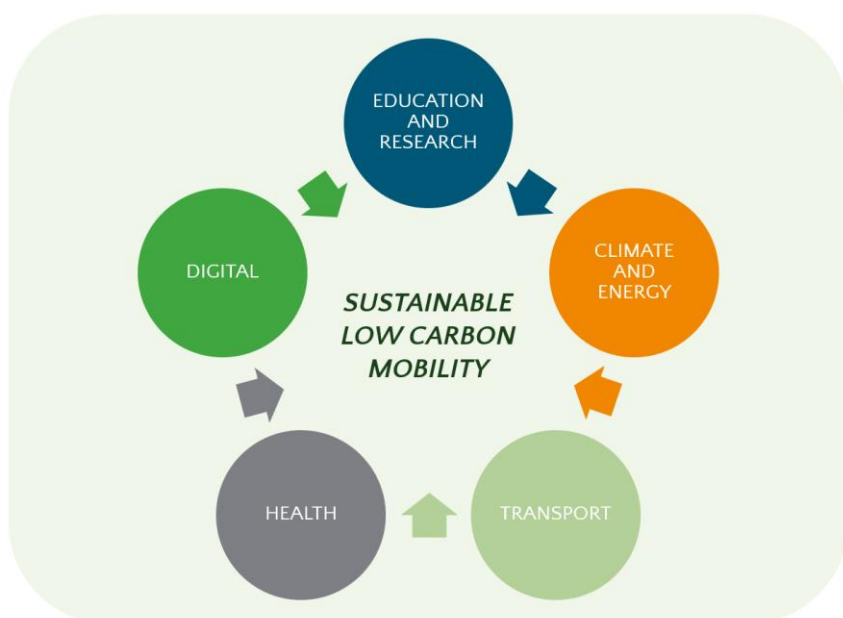 EDUCATION
AND
RESEARCH
DIGITAL
CLIMATE
AND
ENERGY
SUSTAINABLE
LOW CARBON
MOBILITY
HEALTH
TRANSPORT